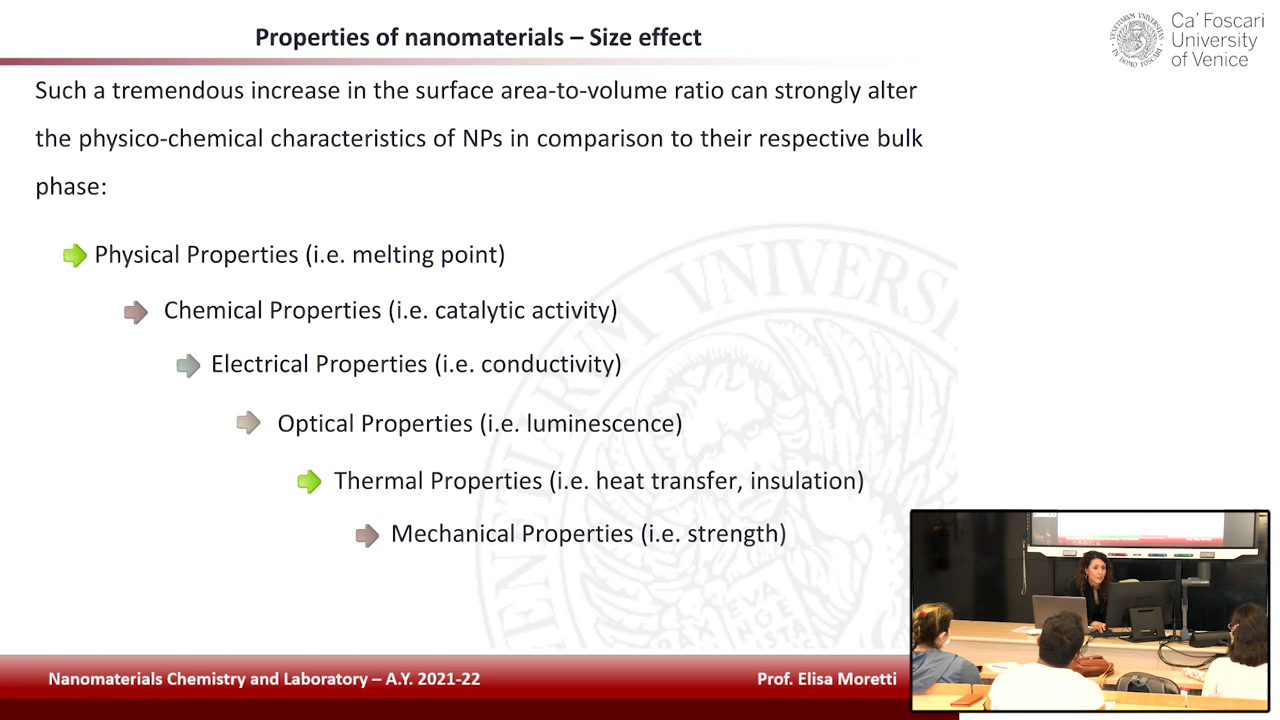 Properties of nanomaterials – Size effect
Ca' Foscari
University
of Venice
Such a tremendous increase in the surface area-to-volume ratio can strongly alter
the physico-chemical characteristics of NPs in comparison to their respective bulk
phase:
Physical Properties (i.e. melting point)
Chemical Properties (i.e. catalytic activity)
Electrical Properties (i.e. conductivity)
Optical Properties (i.e. luminescence)
Thermal Properties (i.e. heat transfer, insulation)
Mechanical Properties (i.e. strength)
Nanomaterials Chemistry and Laboratory – A.Y. 2021-22
Prof. Elisa Moretti